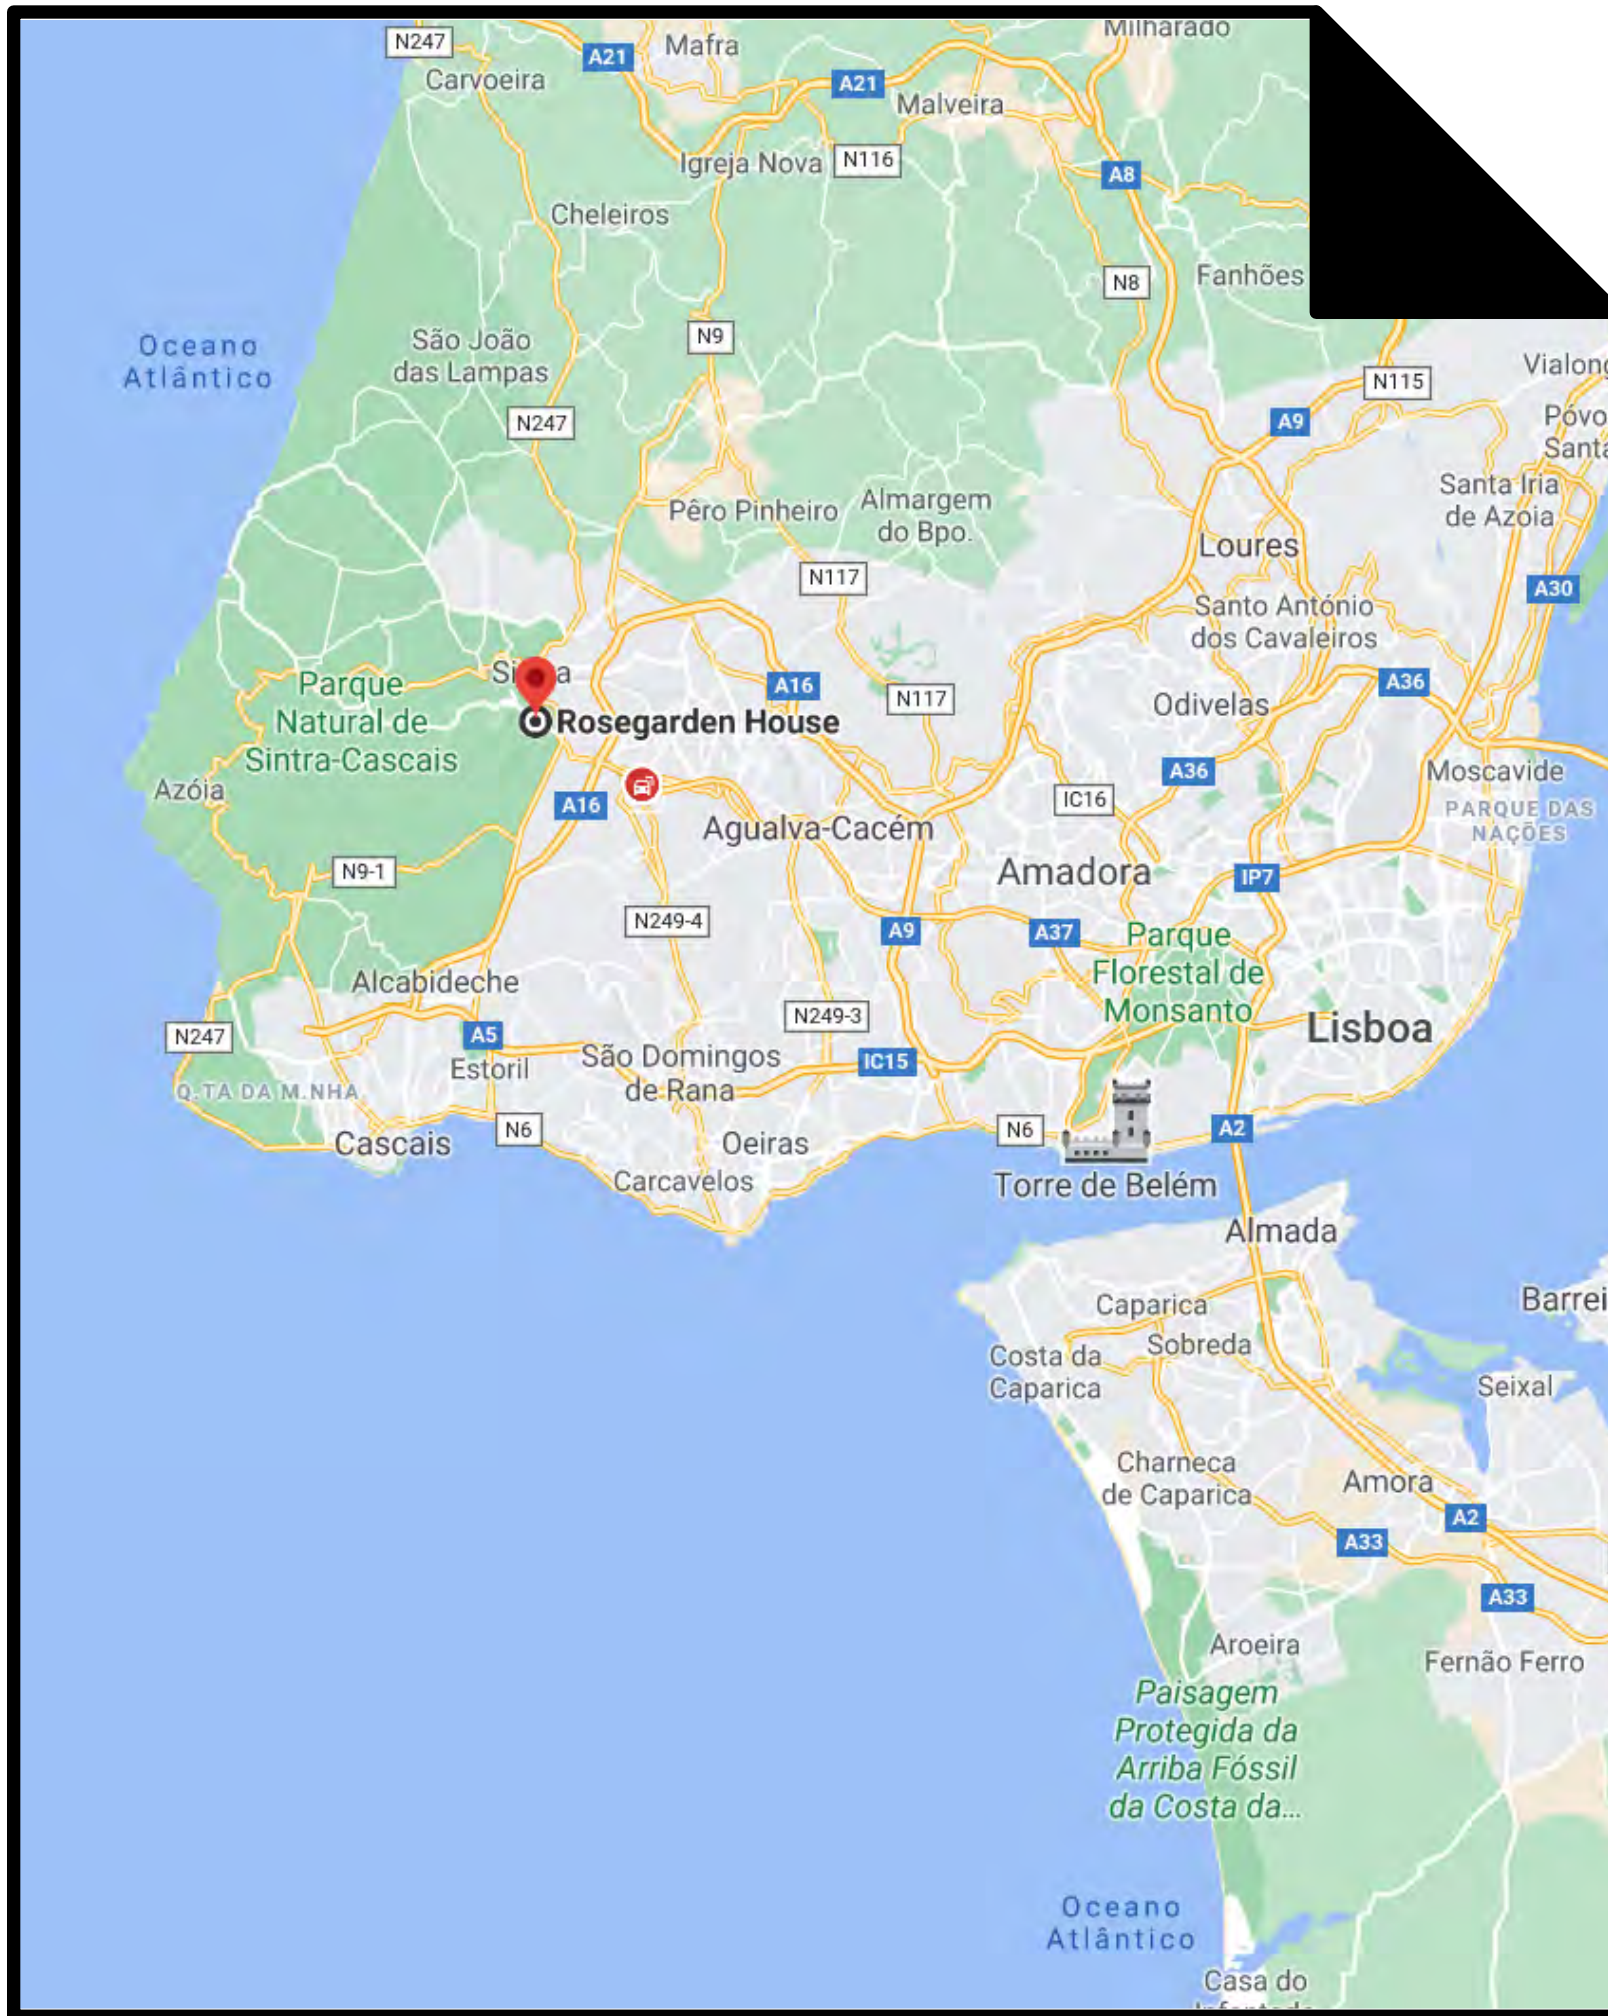 Milharado
N247
Mafra
A21
Carvoeira
A21
Malveira
Igreja Nova
N116
A8
Cheleiros
Fanhões
N8
Oceano
Atlântico
São João
das Lampas
N9
Vialong
N115
N247
A9
Póvo
Santa
Pêro Pinheiro
Almargem
do Bpo.
Santa Iria
de Azoia
Loures
N117
A30
Santo António
dos Cavaleiros
Parque
Natural de
Sintra-Cascais
A16
N117
A36
Odivelas
Rosegarden House
A36
Moscavide
Azóia
A16
IC16
PARQUE DAS
NAÇÕES
Agualva-Cacém
N9-1
Amadora
IP7
N249-4
A9
A37
Parque
Florestal de
Monsanto
Alcabideche
N249-3
Lisboa
N247
A5
São Domingos
de Rana
IC15
Estoril
Q.TA DA M.NHA
Cascais
N6
Oeiras
N6
A2
Carcavelos
Torre de Belém
Almada
Caparica
Barrei
Sobreda
Costa da
Caparica
Seixal
Charneca
de Caparica
Amora
A2
A33
A33
Aroeira
Fernão Ferro
Paisagem
Protegida da
Arriba Fóssil
da Costa da...
Oceano
Atlântico
Casa do